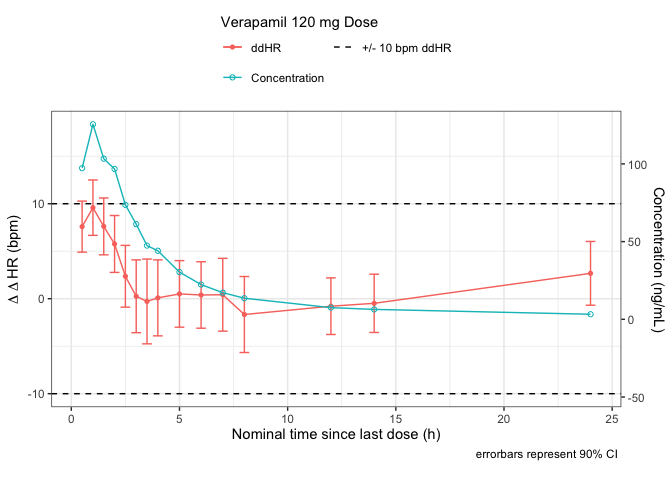 Verapamil 120 mg Dose
ddHR
+/- 10 bpm ddHR
Concentration
10
0
-10
Δ Δ HR (bpm)
100
50
0
-50
Concentration (ng/mL)
0
5
10
15
20
25
Nominal time since last dose (h)
errorbars represent 90% CI